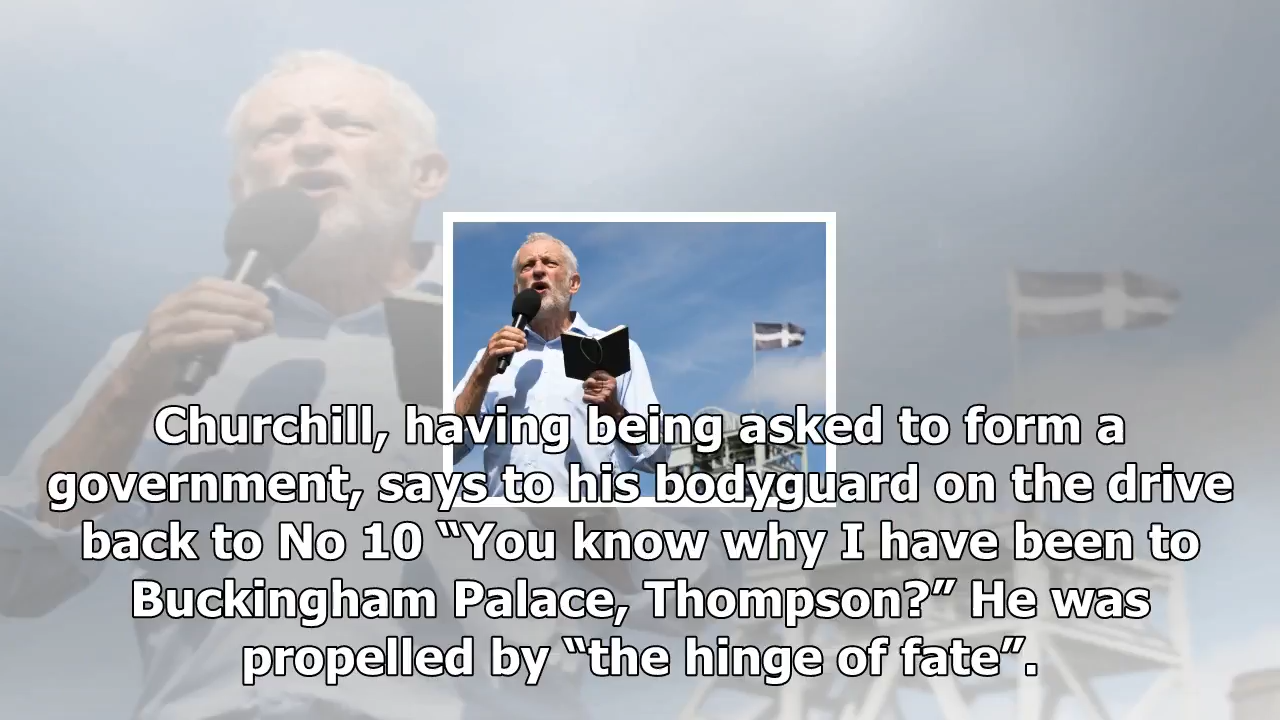 Churchill, having being asked to form a
government, says to his bodyguard on the drive
back to No 10 “You know why I have been to
Buckingham Palace, Thompson?” He was
propelled by “the hinge of fate”.